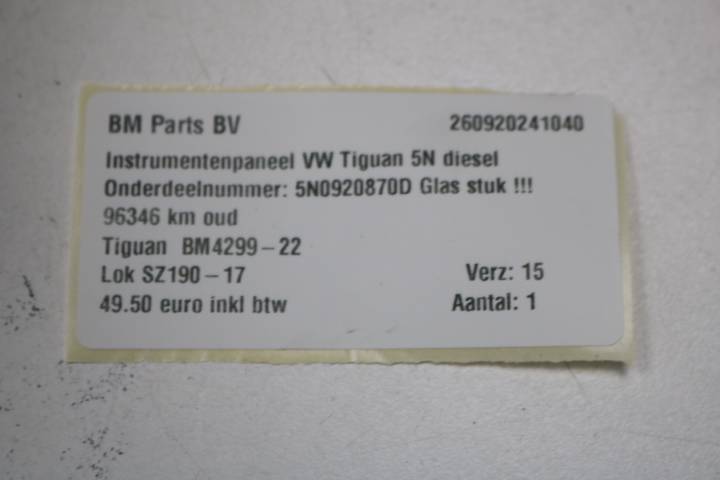 BM Parts BV 260920241040
Instrumentenpaneel VW Tiguan 5N diesel
Onderdeelnummer: 5N0920870D Glas stuk !!!
96346 km oud
Tiguan BM4299-22
Lok SZ190-17 Verz: 15
49.50 euro inkl btw Aantal: 1